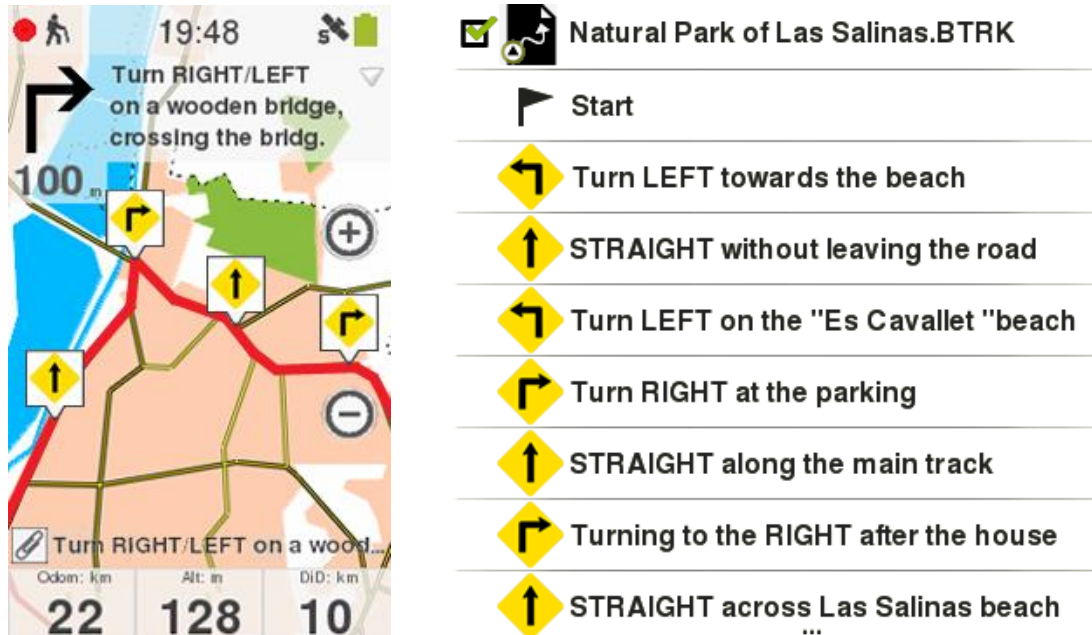 19:48
S
Turn RIGHT/LEFT
on a wooden bridge,
crossing the bridg.
100 m
Turn RIGHT/LEFT on a wood...
Odom: km
Alt: m
DiD: km
22
128
10
Natural Park of Las Salinas.BTRK
Start
Turn LEFT towards the beach
STRAIGHT without leaving the road
Turn LEFT on the "Es Cavallet "beach
Turn RIGHT at the parking
STRAIGHT along the main track
Turning to the RIGHT after the house
STRAIGHT across Las Salinas beach
...